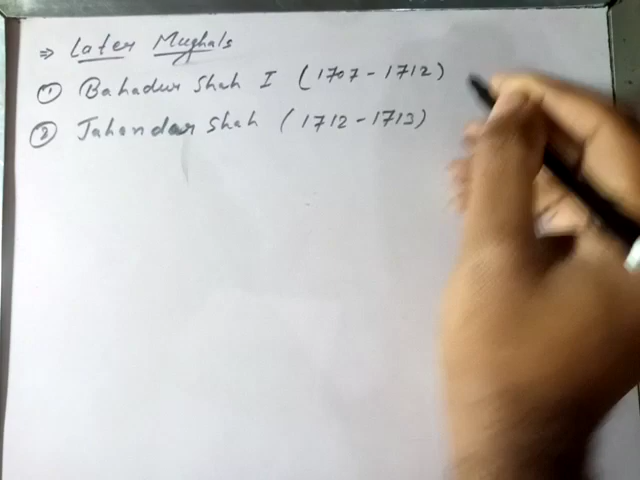 ⇒ Later Mughals
① Bahadur Shah I (1707 - 1712)
② Jahandar Shah (1712 - 1713)